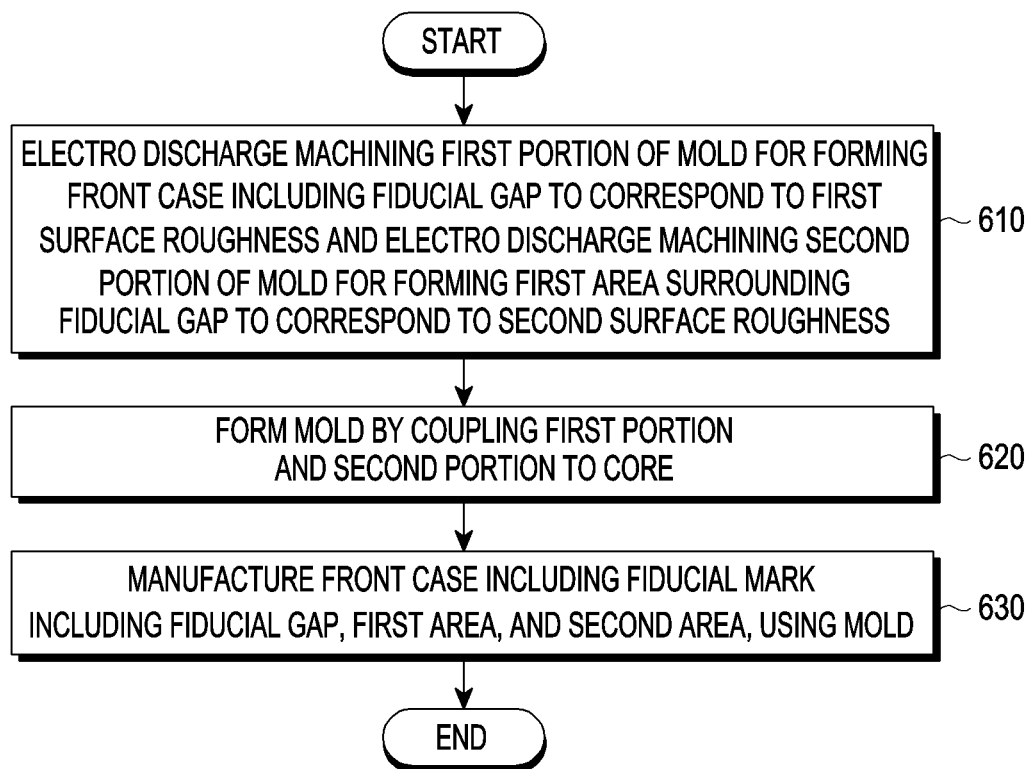 START
ELECTRO DISCHARGE MACHINING FIRST PORTION OF MOLD FOR FORMING
FRONT CASE INCLUDING FIDUCIAL GAP TO CORRESPOND TO FIRST
SURFACE ROUGHNESS AND ELECTRO DISCHARGE MACHINING SECOND
PORTION OF MOLD FOR FORMING FIRST AREA SURROUNDING
FIDUCIAL GAP TO CORRESPOND TO SECOND SURFACE ROUGHNESS
610
FORM MOLD BY COUPLING FIRST PORTION
AND SECOND PORTION TO CORE
620
MANUFACTURE FRONT CASE INCLUDING FIDUCIAL MARK
INCLUDING FIDUCIAL GAP, FIRST AREA, AND SECOND AREA, USING MOLD
630
END